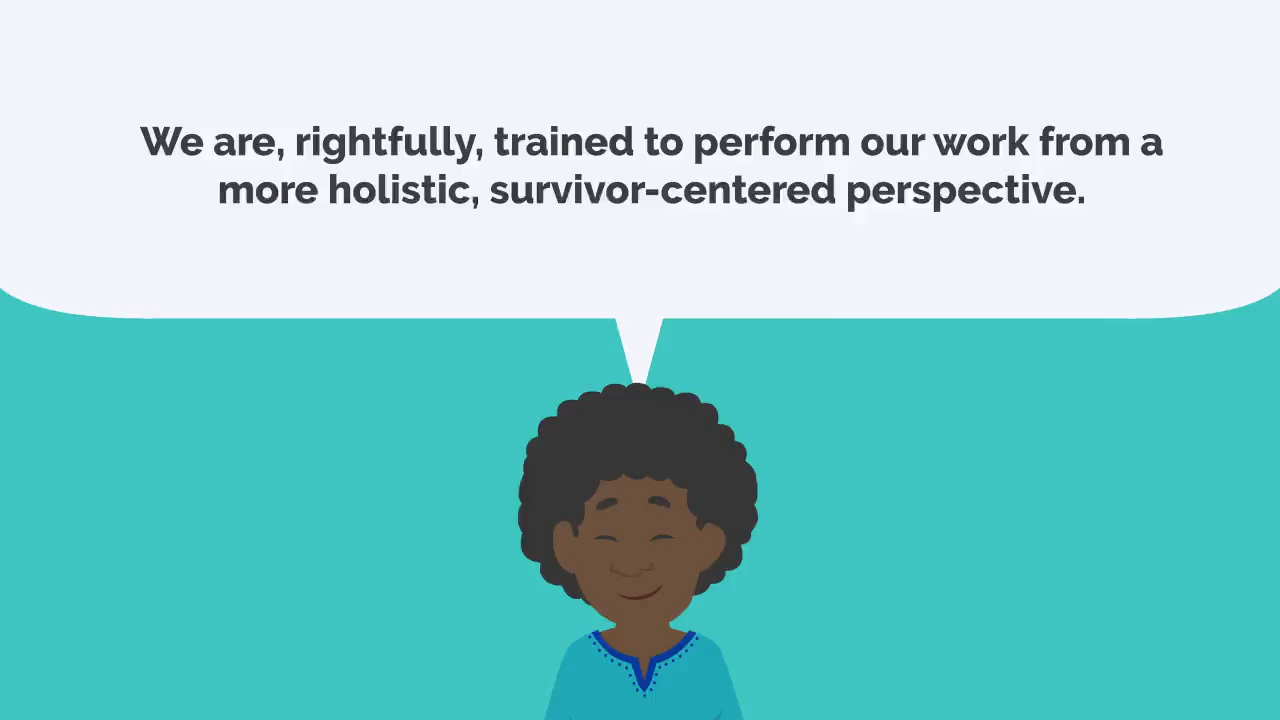 We are, rightfully, trained to perform our work from a
more holistic, survivor-centered perspective.